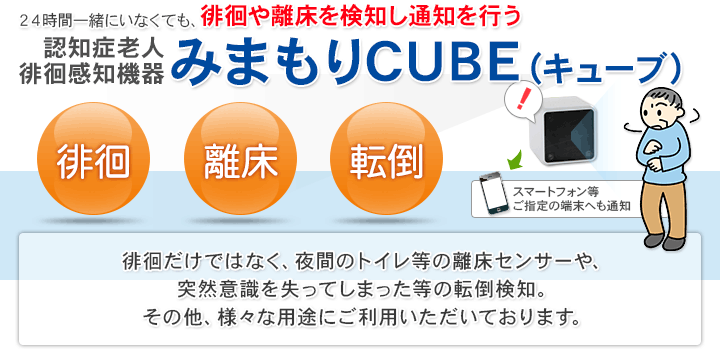 24時間一緒にいなくても、徘徊や離床を検知し通知を行う
認知症老人
徘徊感知機器
みまもりCUBE(キューブ)
徘徊
離床
転倒
!
スマートフォン等
ご指定の端末へも通知
徘徊だけではなく、夜間のトイレ等の離床センサーや、
突然意識を失ってしまった等の転倒検知。
その他、様々な用途にご利用いただいております。